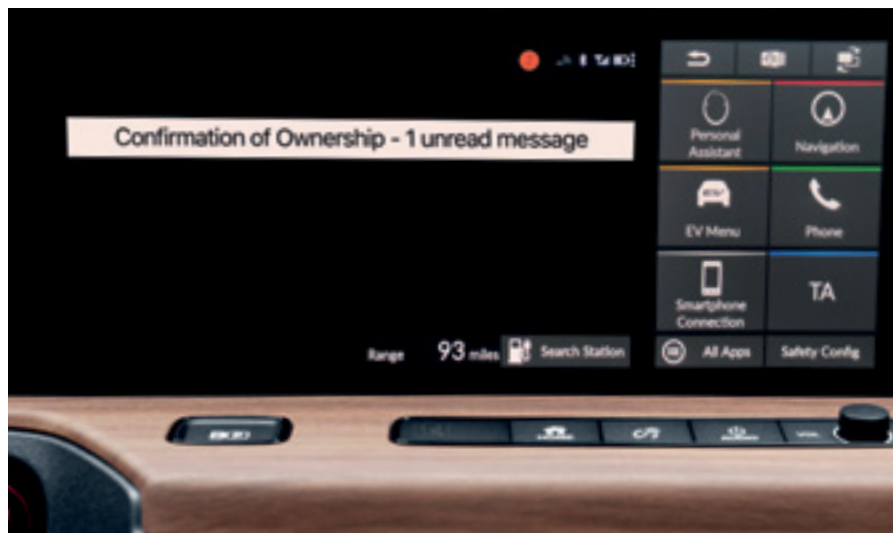 Confirmation of Ownership - 1 unread message
Personal
Assistant
Navigation
EV Menu
Phone
Smartphone
Connection
TA
Range 93 miles Search Station
All Apps
Safety Config
VOL